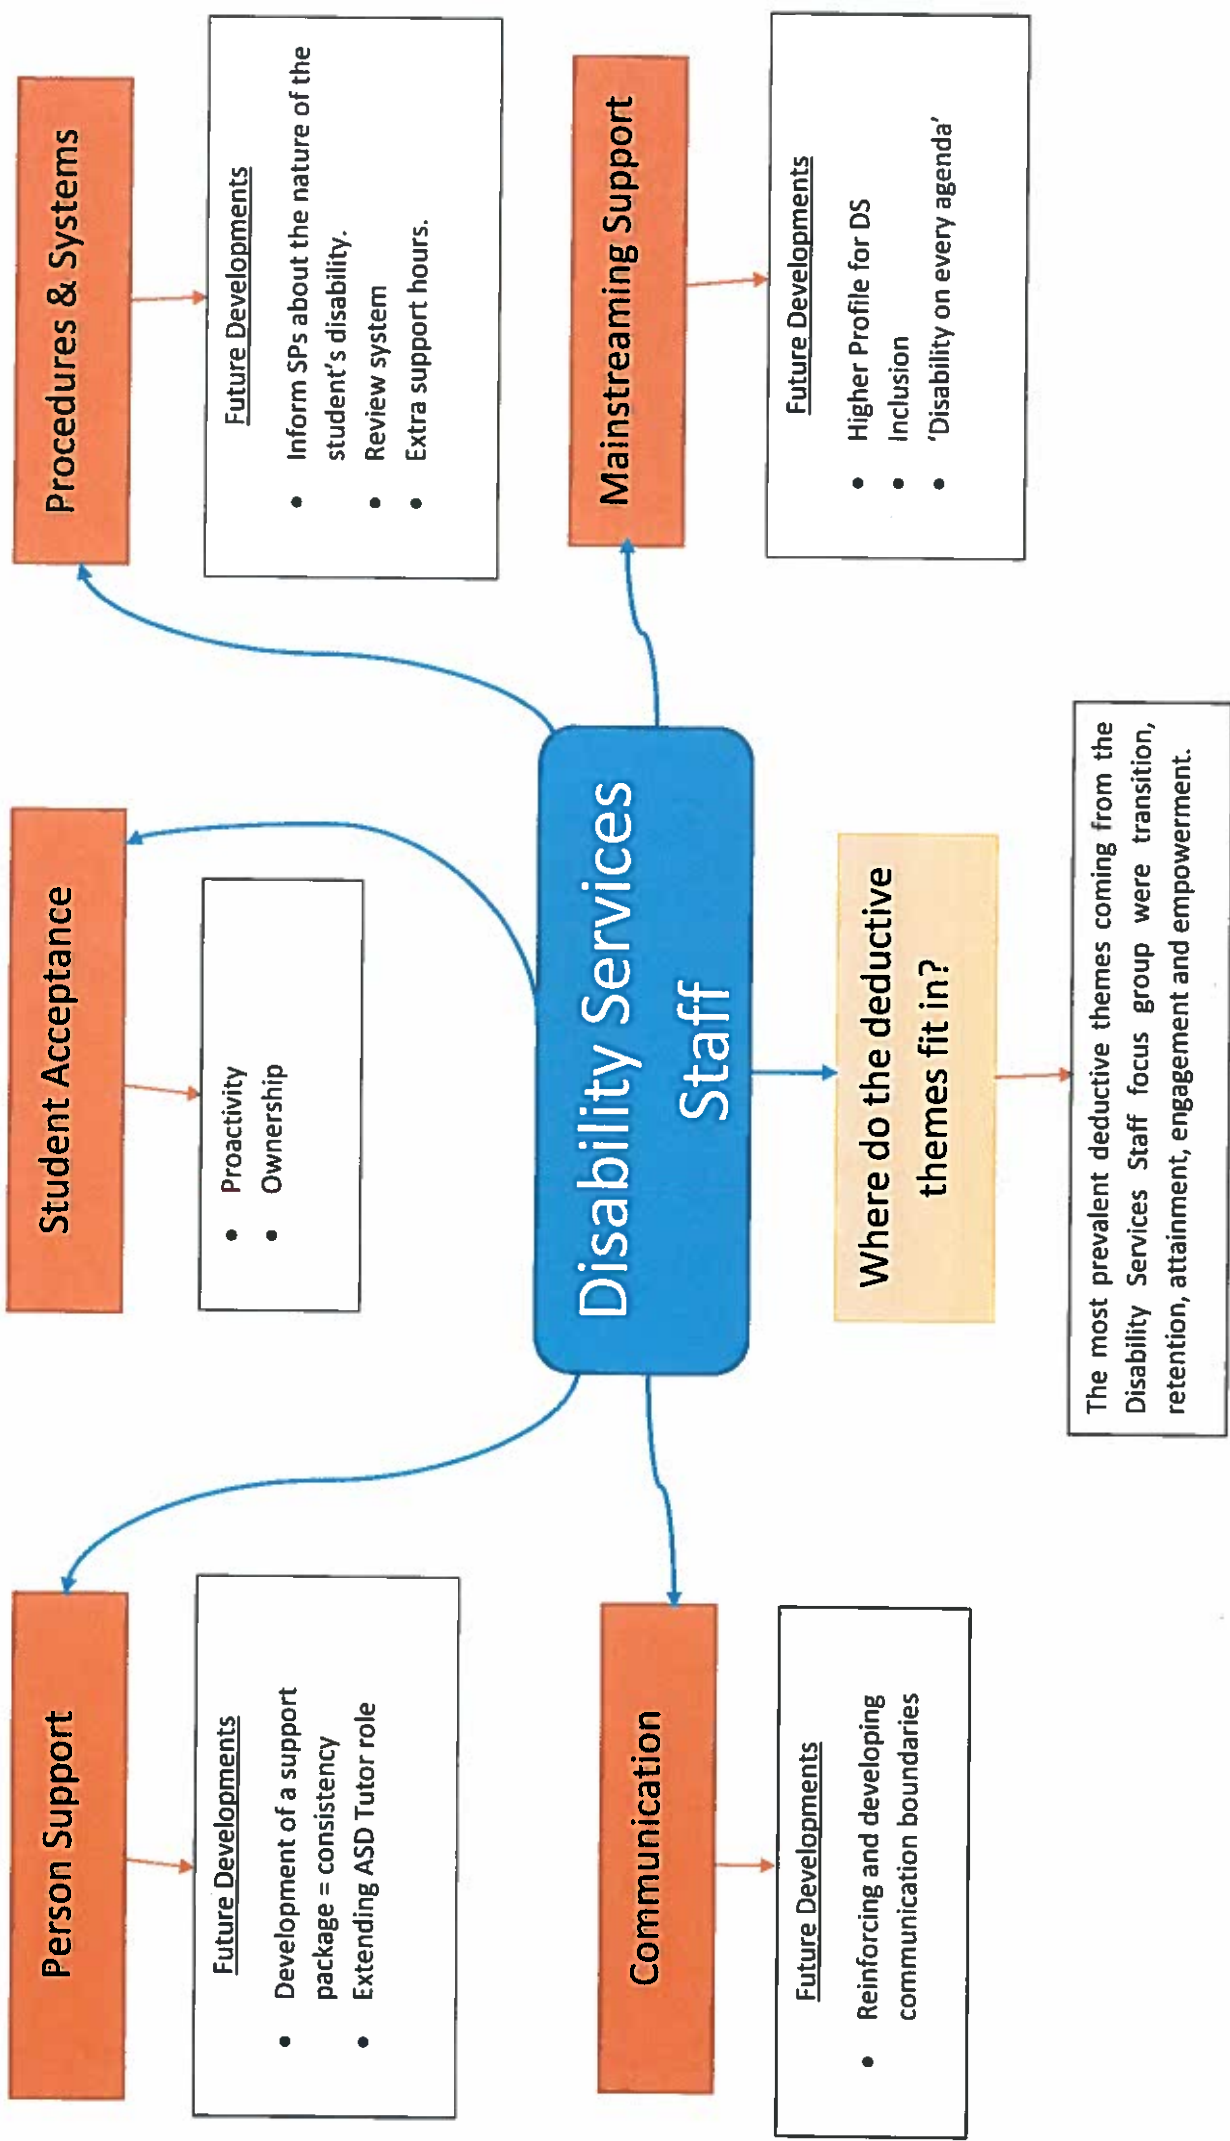 Person Support
Future Developments
• Development of a support
package = consistency
• Extending ASD Tutor role
Student Acceptance
• Proactivity
• Ownership
Procedures & Systems
Future Developments
• Inform SPs about the nature of the
student's disability.
• Review system
• Extra support hours.
Disability Services
Staff
Communication
Future Developments
• Reinforcing and developing
communication boundaries
Mainstreaming Support
Future Developments
• Higher Profile for DS
• Inclusion
• 'Disability on every agenda'
Where do the deductive
themes fit in?
The most prevalent deductive themes coming from the
Disability Services Staff focus group were transition,
retention, attainment, engagement and empowerment.